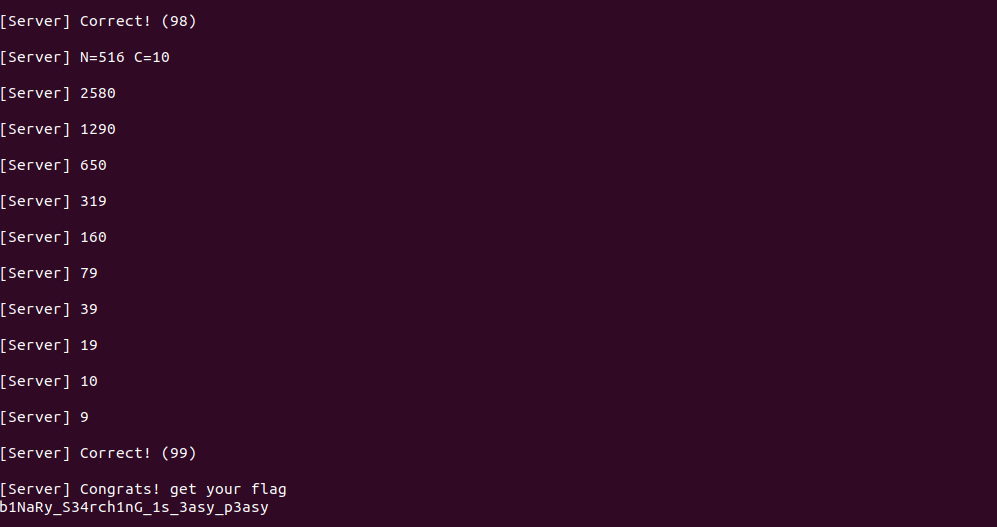 [Server] Correct! (98)
[Server] N=516 C=10
[Server] 2580
[Server] 1290
[Server] 650
[Server] 319
[Server] 160
[Server] 79
[Server] 39
[Server] 19
[Server] 10
[Server] 9
[Server] Correct! (99)
[Server] Congrats! get your flag
b1NaRy_S34rch1nG_1s_3asy_p3asy